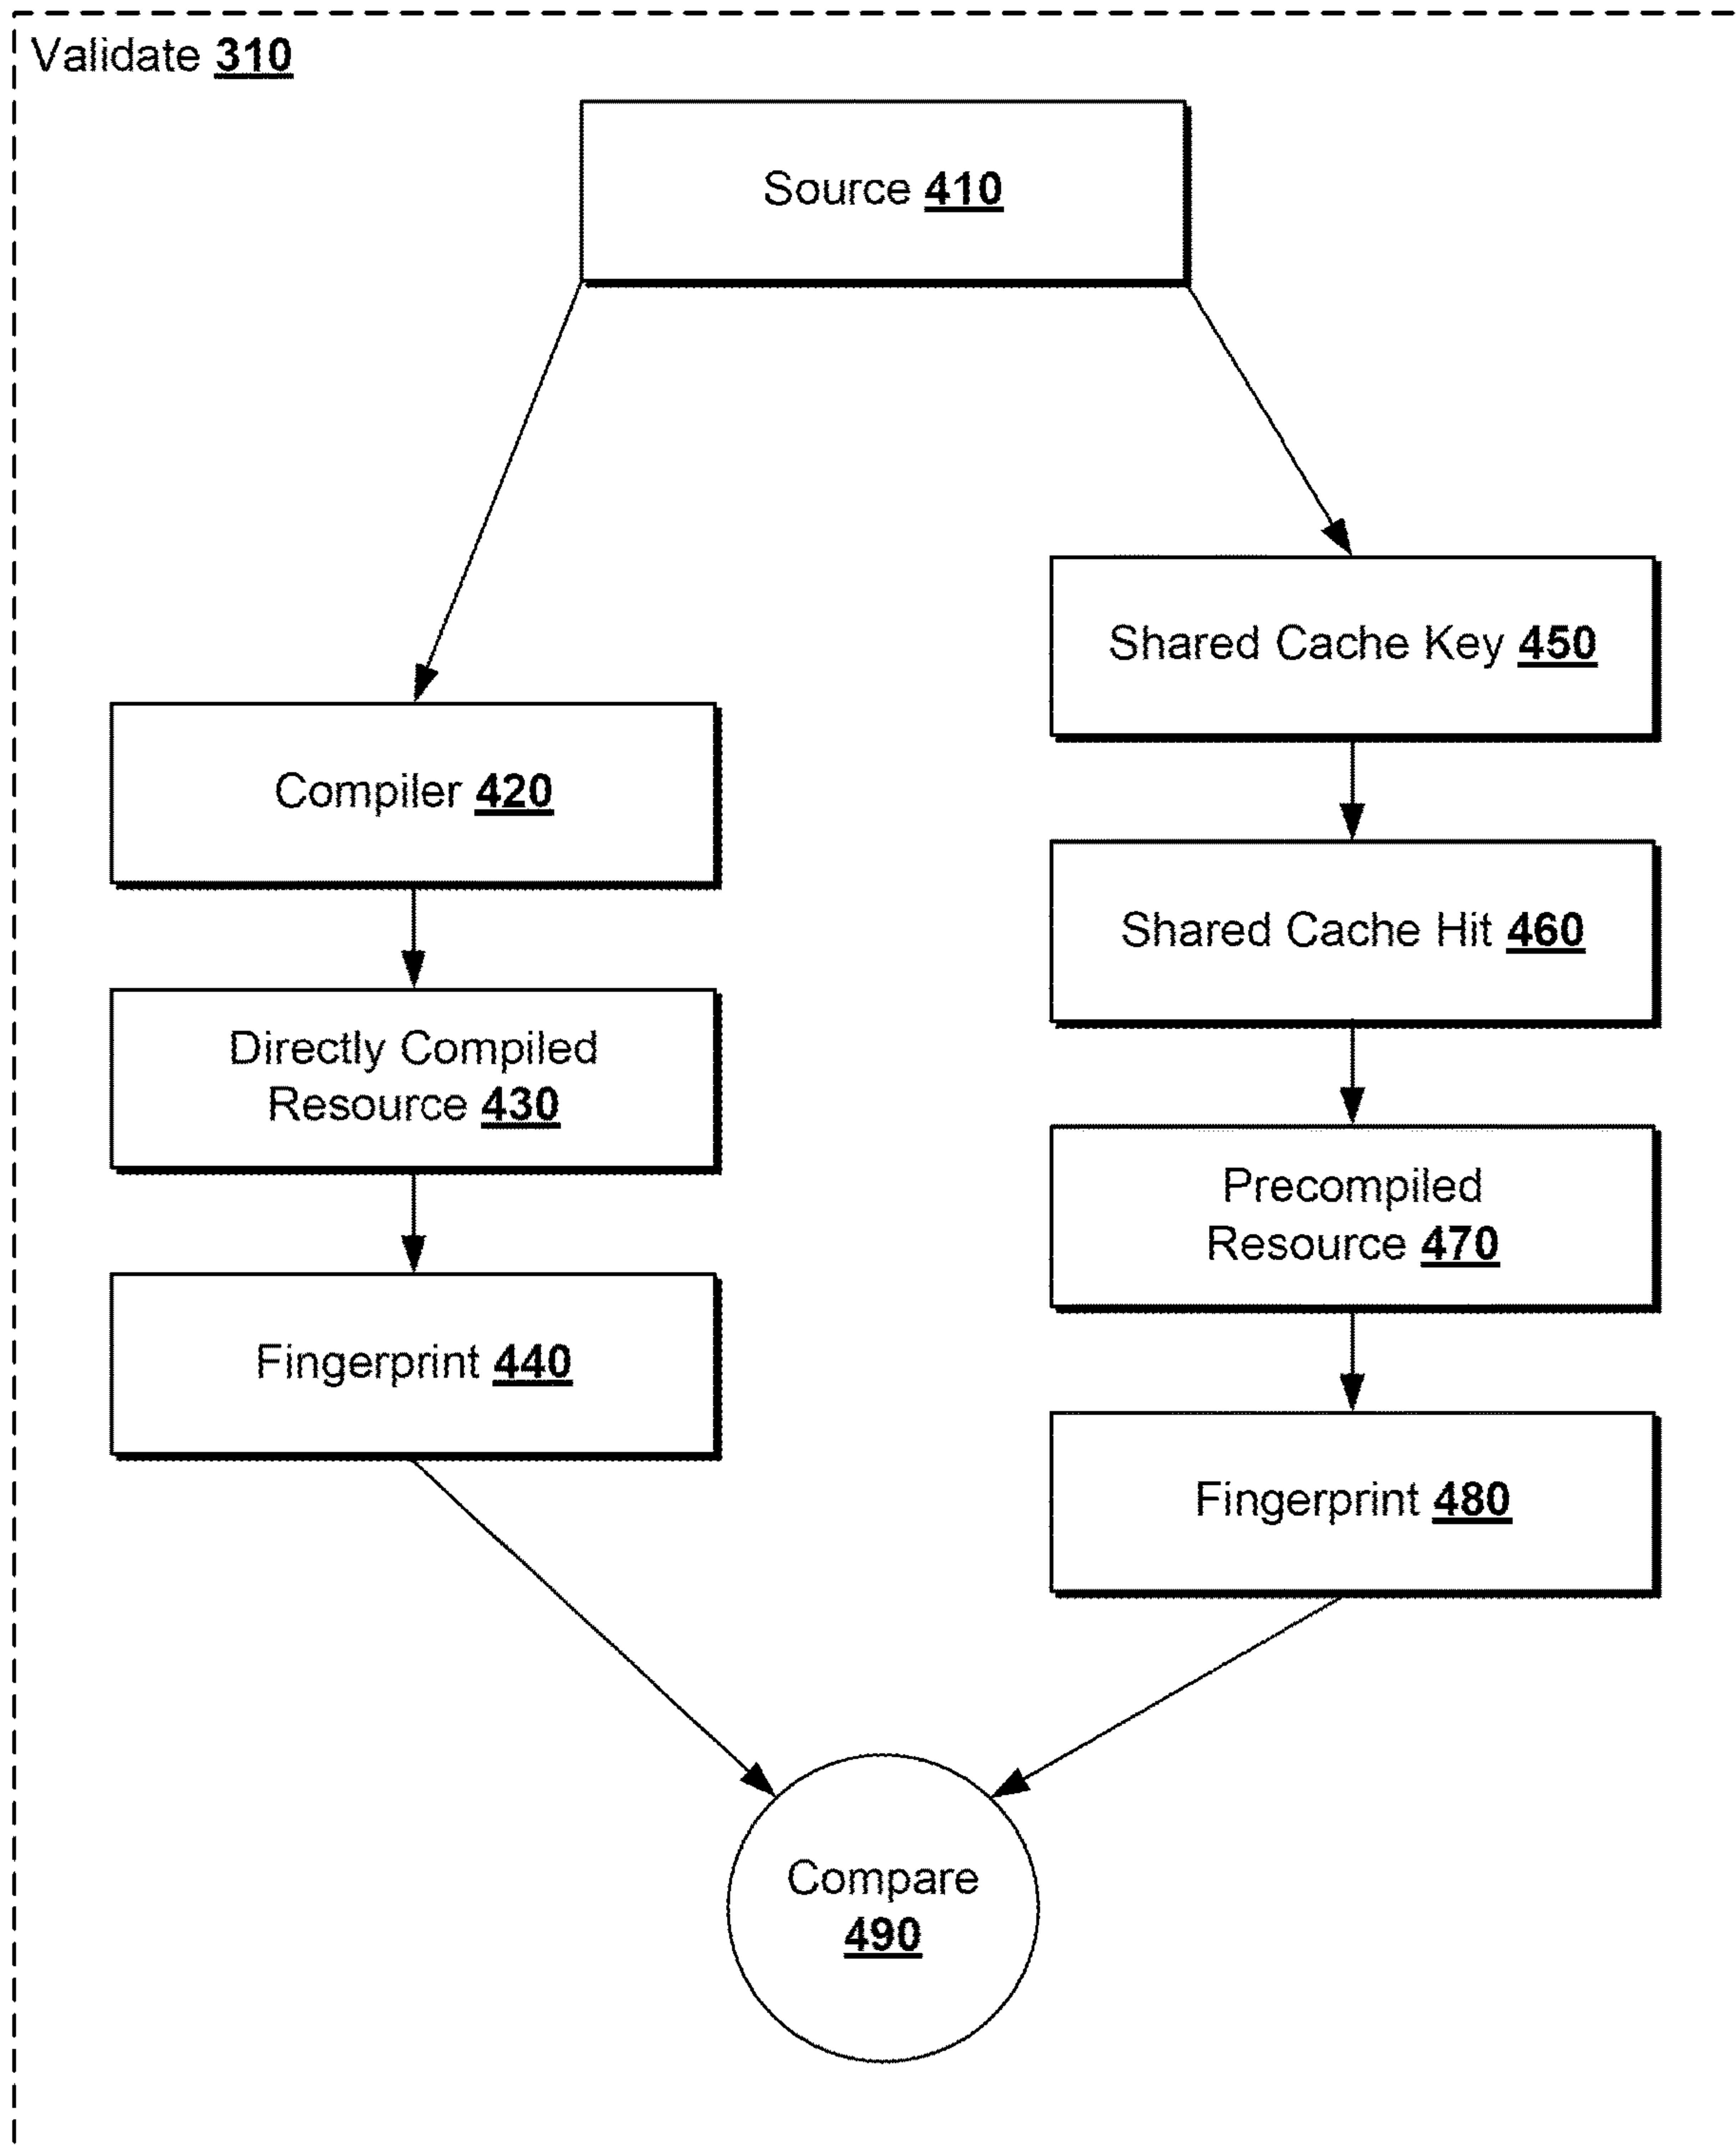 Validate 310
Source 410
Shared Cache Key 450
Compiler 420
Shared Cache Hit 460
Directly Compiled
Resource 430
Precompiled
Resource 470
Fingerprint 440
Fingerprint 480
Compare
490